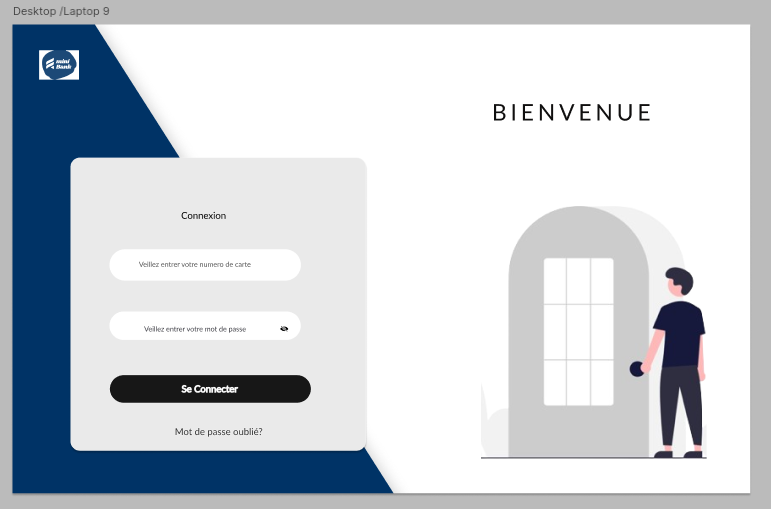 Desktop /Laptop 9
mini
Bank
BIENVENUE
Connexion
Veillez entrer votre numero de carte
Veillez entrer votre mot de passe
Se Connecter
Mot de passe oublié?